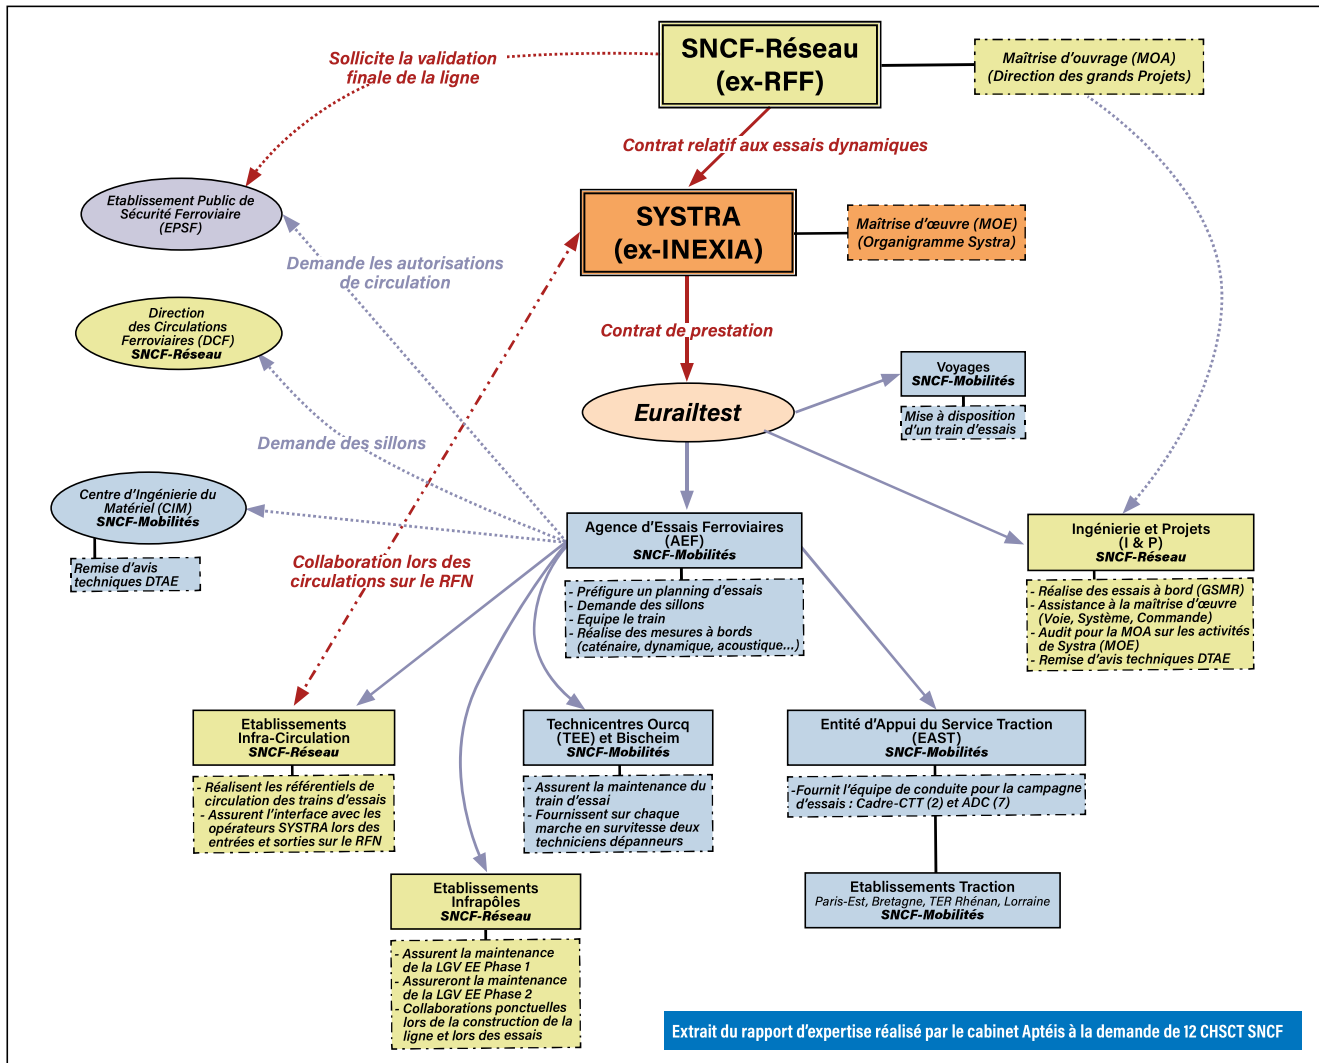 SNCF-Réseau
(ex-RFF)
Maîtrise d'ouvrage (MOA)
(Direction des grands Projets)
Sollicite la validation
finale de la ligne
Contrat relatif aux essais dynamiques
Etablissement Public de
Sécurité Ferroviaire
(EPSF)
SYSTRA
(ex-INEXIA)
Maîtrise d'œuvre (MOE)
(Organigramme Systra)
Demande les autorisations
de circulation
Direction
des Circulations
Ferroviaires (DCF)
SNCF-Réseau
Contrat de prestation
Voyages
SNCF-Mobilités
Mise à disposition
d'un train d'essais
Eurailtest
Demande des sillons
Centre d'Ingénierie du
Matériel (CIM)
SNCF-Mobilités
Remise d'avis
techniques DTAE
Collaboration lors des
circulations sur le RFN
Agence d'Essais Ferroviaires
(AEF)
SNCF-Mobilités
- Préfigure un planning d'essais
- Demande des sillons
- Equipe le train
- Réalise des mesures à bords
(caténaire, dynamique, acoustique...)
Ingénierie et Projets
(I & P)
SNCF-Réseau
- Réalise des essais à bord (GSMR)
- Assistance à la maîtrise d'œuvre
(Voie, Système, Commande)
- Audit pour la MOA sur les activités
de Systra (MOE)
- Remise d'avis techniques DTAE
Etablissements
Infra-Circulation
SNCF-Réseau
- Réalisent les référentiels de
circulation des trains d'essais
- Assurent l'interface avec les
opérateurs SYSTRA lors des
entrées et sorties sur le RFN
Technicentres Ourcq
(TEE) et Bischeim
SNCF-Mobilités
- Assurent la maintenance du
train d'essai
- Fournissent sur chaque
marche en survitesse deux
techniciens dépanneurs
Entité d'Appui du Service Traction
(EAST)
SNCF-Mobilités
-Fournit l'équipe de conduite pour la campagne
d'essais : Cadre-CTT (2) et ADC (7)
Etablissements Traction
Paris-Est, Bretagne, TER Rhénan, Lorraine
SNCF-Mobilités
Etablissements
Infrapôles
SNCF-Réseau
- Assurent la maintenance
de la LGV EE Phase 1
- Assureront la maintenance
de la LGV EE Phase 2
- Collaborations ponctuelles
lors de la construction de la
ligne et lors des essais
Extrait du rapport d'expertise réalisé par le cabinet Aptéis à la demande de 12 CHSCT SNCF